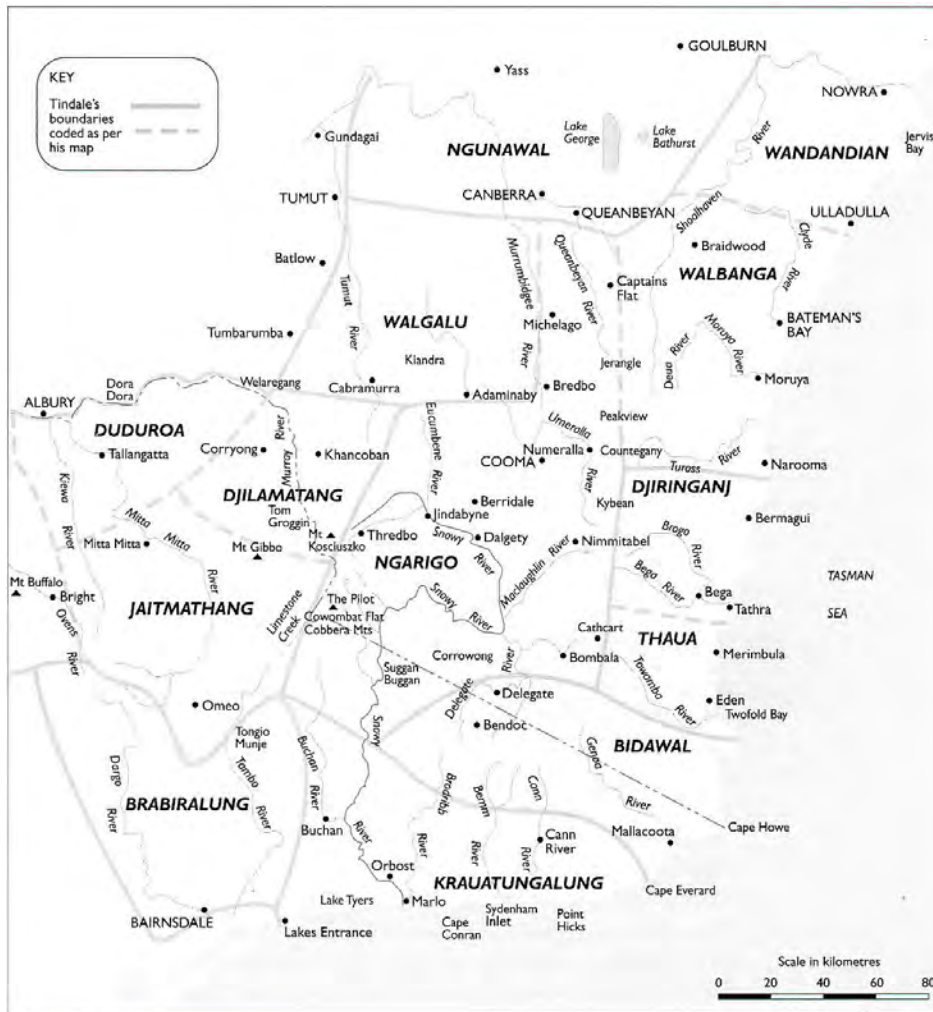 KEY
Tindale's
boundaries
coded as per
his map
GOULBURN
Yass
NOWRA
Gundagai
Lake
George
Lake
Bathurst
River
Jervis
Bay
NGUNAWAL
WANDANDIAN
TUMUT
CANBERRA
QUEANBEYAN
Shoalhaven
ULLADULLA
Clyde
River
Batlow
Murrumbidgee
River
Queanbeyan
River
Braidwood
WALBANGA
Captains
Flat
Tumut
River
Tumbarumba
WALGALU
Michelago
BATEMAN'S
BAY
Moruya
River
Deua
River
Kiandra
Jerangle
Moruya
Dora
Dora
Welaregang
Cabramurra
Adaminaby
Bredbo
ALBURY
Eucumbene
River
Umeralla
River
Peakview
DUDUROA
Murray
River
Tallangatta
Corryong
Khancoban
COOMA
Numeralla
Countegany
Tuross
River
Narooma
Kiewa
River
DJILAMATANG
Tom
Groggin
Berridale
Kybean
DJIRINGANJ
Mitta
Mitta
River
Jindabyne
Bermagui
Mitta Mitta
Mt Gibbo
Mt
Kosciuszko
Thredbo
Snowy
River
Dalgety
Nimmitabel
Brogo
River
NGARIGO
Maclaughlin
River
Mt Buffalo
Bright
Ovens
River
Bega
River
Bega
Tathra
TASMAN
SEA
JAITMATHANG
Limestone
Creek
The Pilot
Cowombat Flat
Cobbera Mts
Snowy
River
Cathcart
THAUA
Suggan
Buggan
Corrowong
Bombala
Merimbula
Delegate
River
Delegate
Towamba
River
Eden
Twofold Bay
Omeo
Bendoc
Tongio
Munje
Buchan
River
Snowy
River
BIDAWAL
Genoa
River
Dargo
River
Tambo
River
BRABIRALUNG
Brodribb
River
Bemm
River
Cann
River
Cape Howe
Buchan
Mallacoota
Cann
River
Orbost
KRAUATUNGALUNG
Cape Everard
Lake Tyers
Marlo
BAIRNSDALE
Lakes Entrance
Cape
Conran
Sydenham
Inlet
Point
Hicks
Scale in kilometres
0 20 40 60 80